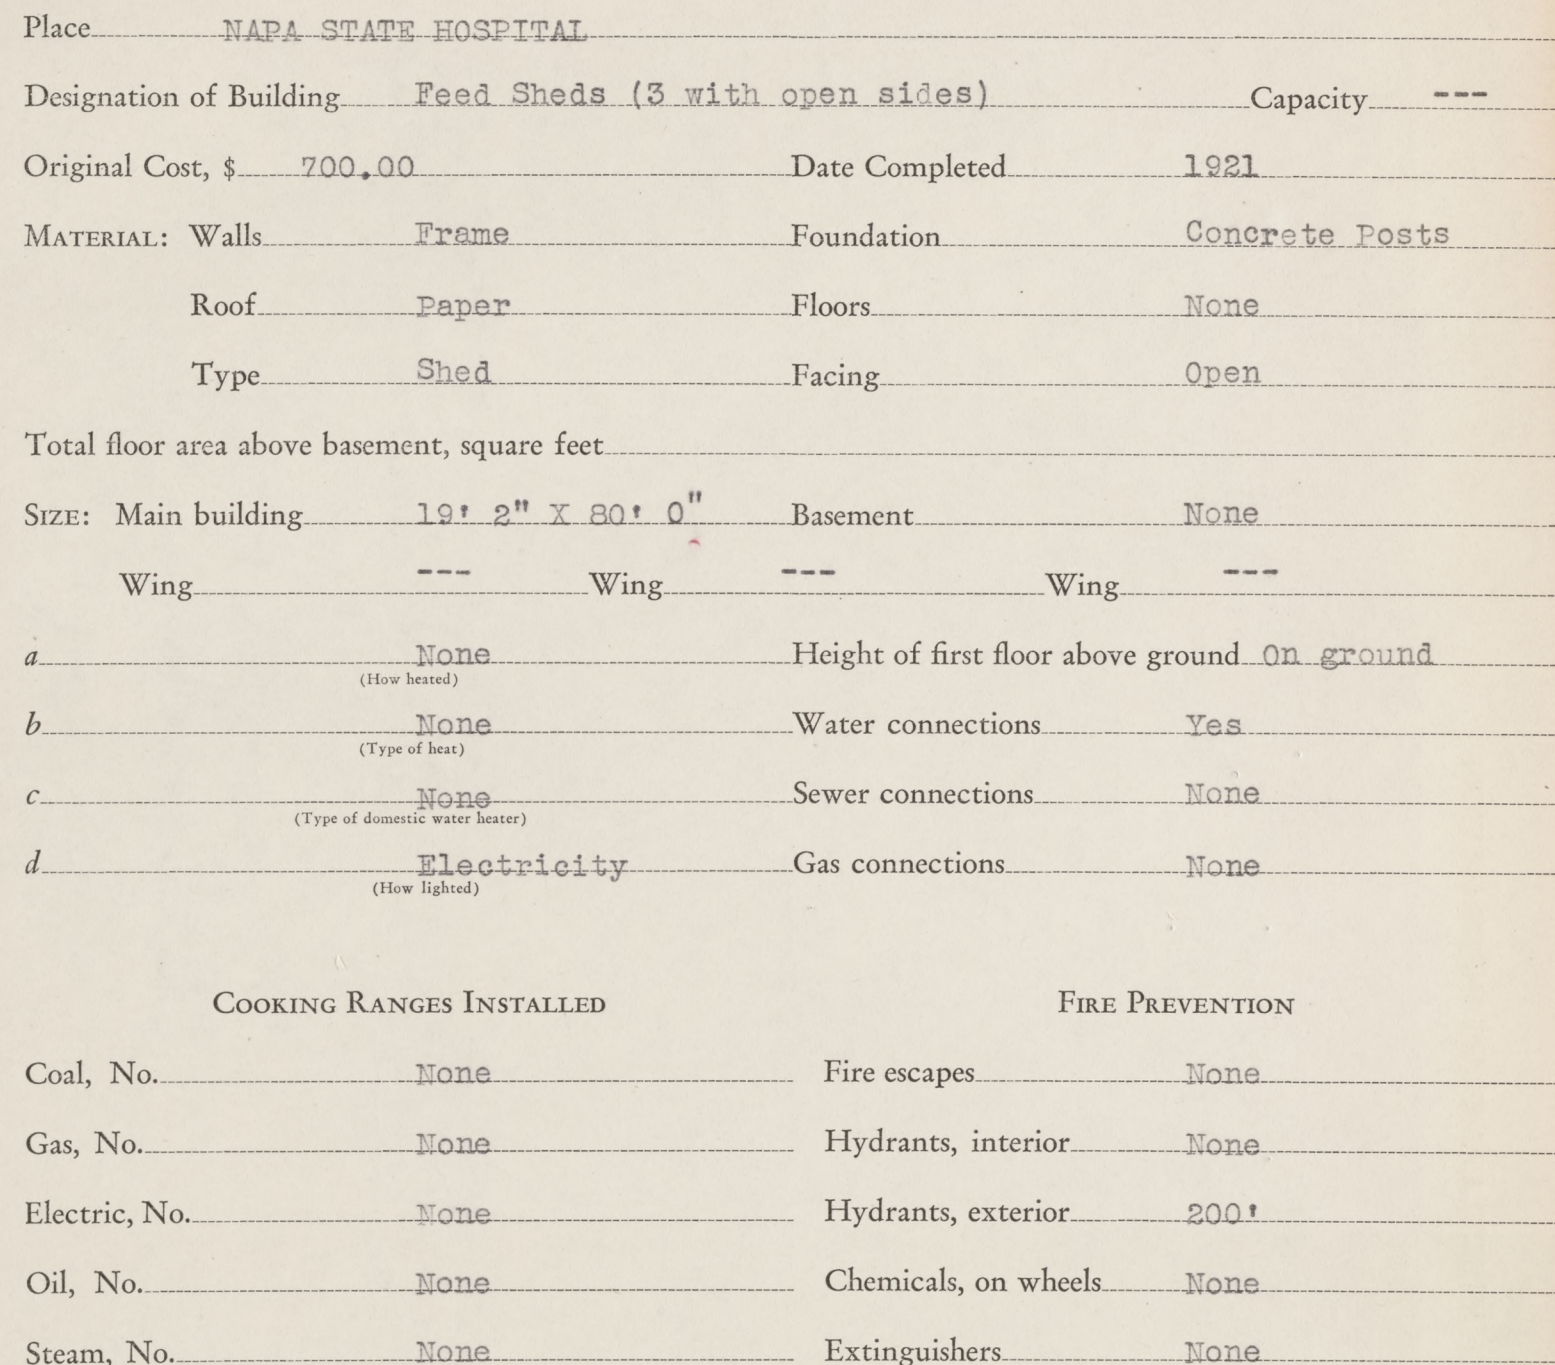 Place NAPA STATE HOSPITAL
Designation of Building Feed Sheds (3 with open sides) Capacity ---
Original Cost, $ 700.00 Date Completed 1921
MATERIAL: Walls Frame Foundation Concrete Posts
Roof Paper Floors None
Type Shed Facing Open
Total floor area above basement, square feet
SIZE: Main building 19' 2" X 80' 0" Basement None
Wing --- Wing --- Wing ---
a None Height of first floor above ground On ground
(How heated)
b None Water connections Yes
(Type of heat)
c None Sewer connections None
(Type of domestic water heater)
d Electricity Gas connections None
(How lighted)
COOKING RANGES INSTALLED FIRE PREVENTION
Coal, No. None Fire escapes None
Gas, No. None Hydrants, interior None
Electric, No. None Hydrants, exterior 200'
Oil, No. None Chemicals, on wheels None
Steam, No. None Extinguishers None